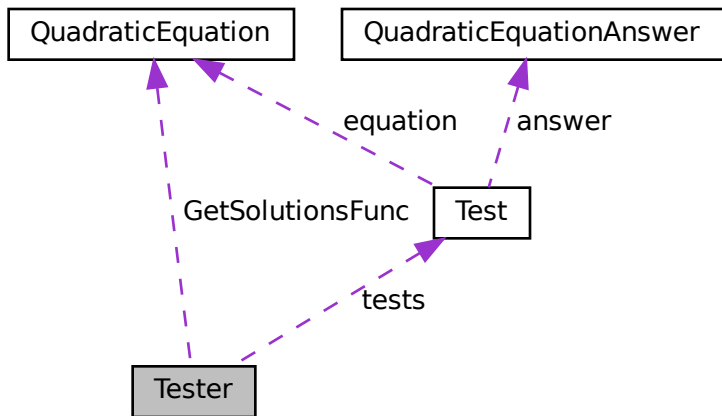 QuadraticEquation
QuadraticEquationAnswer
equation
answer
GetSolutionsFunc
Test
tests
Tester